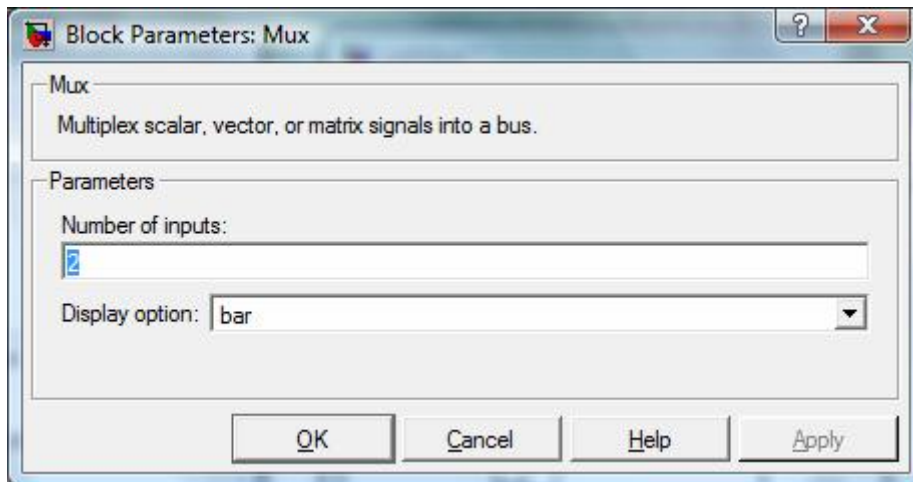 Block Parameters: Mux
?
Mux
Multiplex scalar, vector, or matrix signals into a bus.
Parameters
Number of inputs:
2
Display option: bar
OK Cancel Help Apply